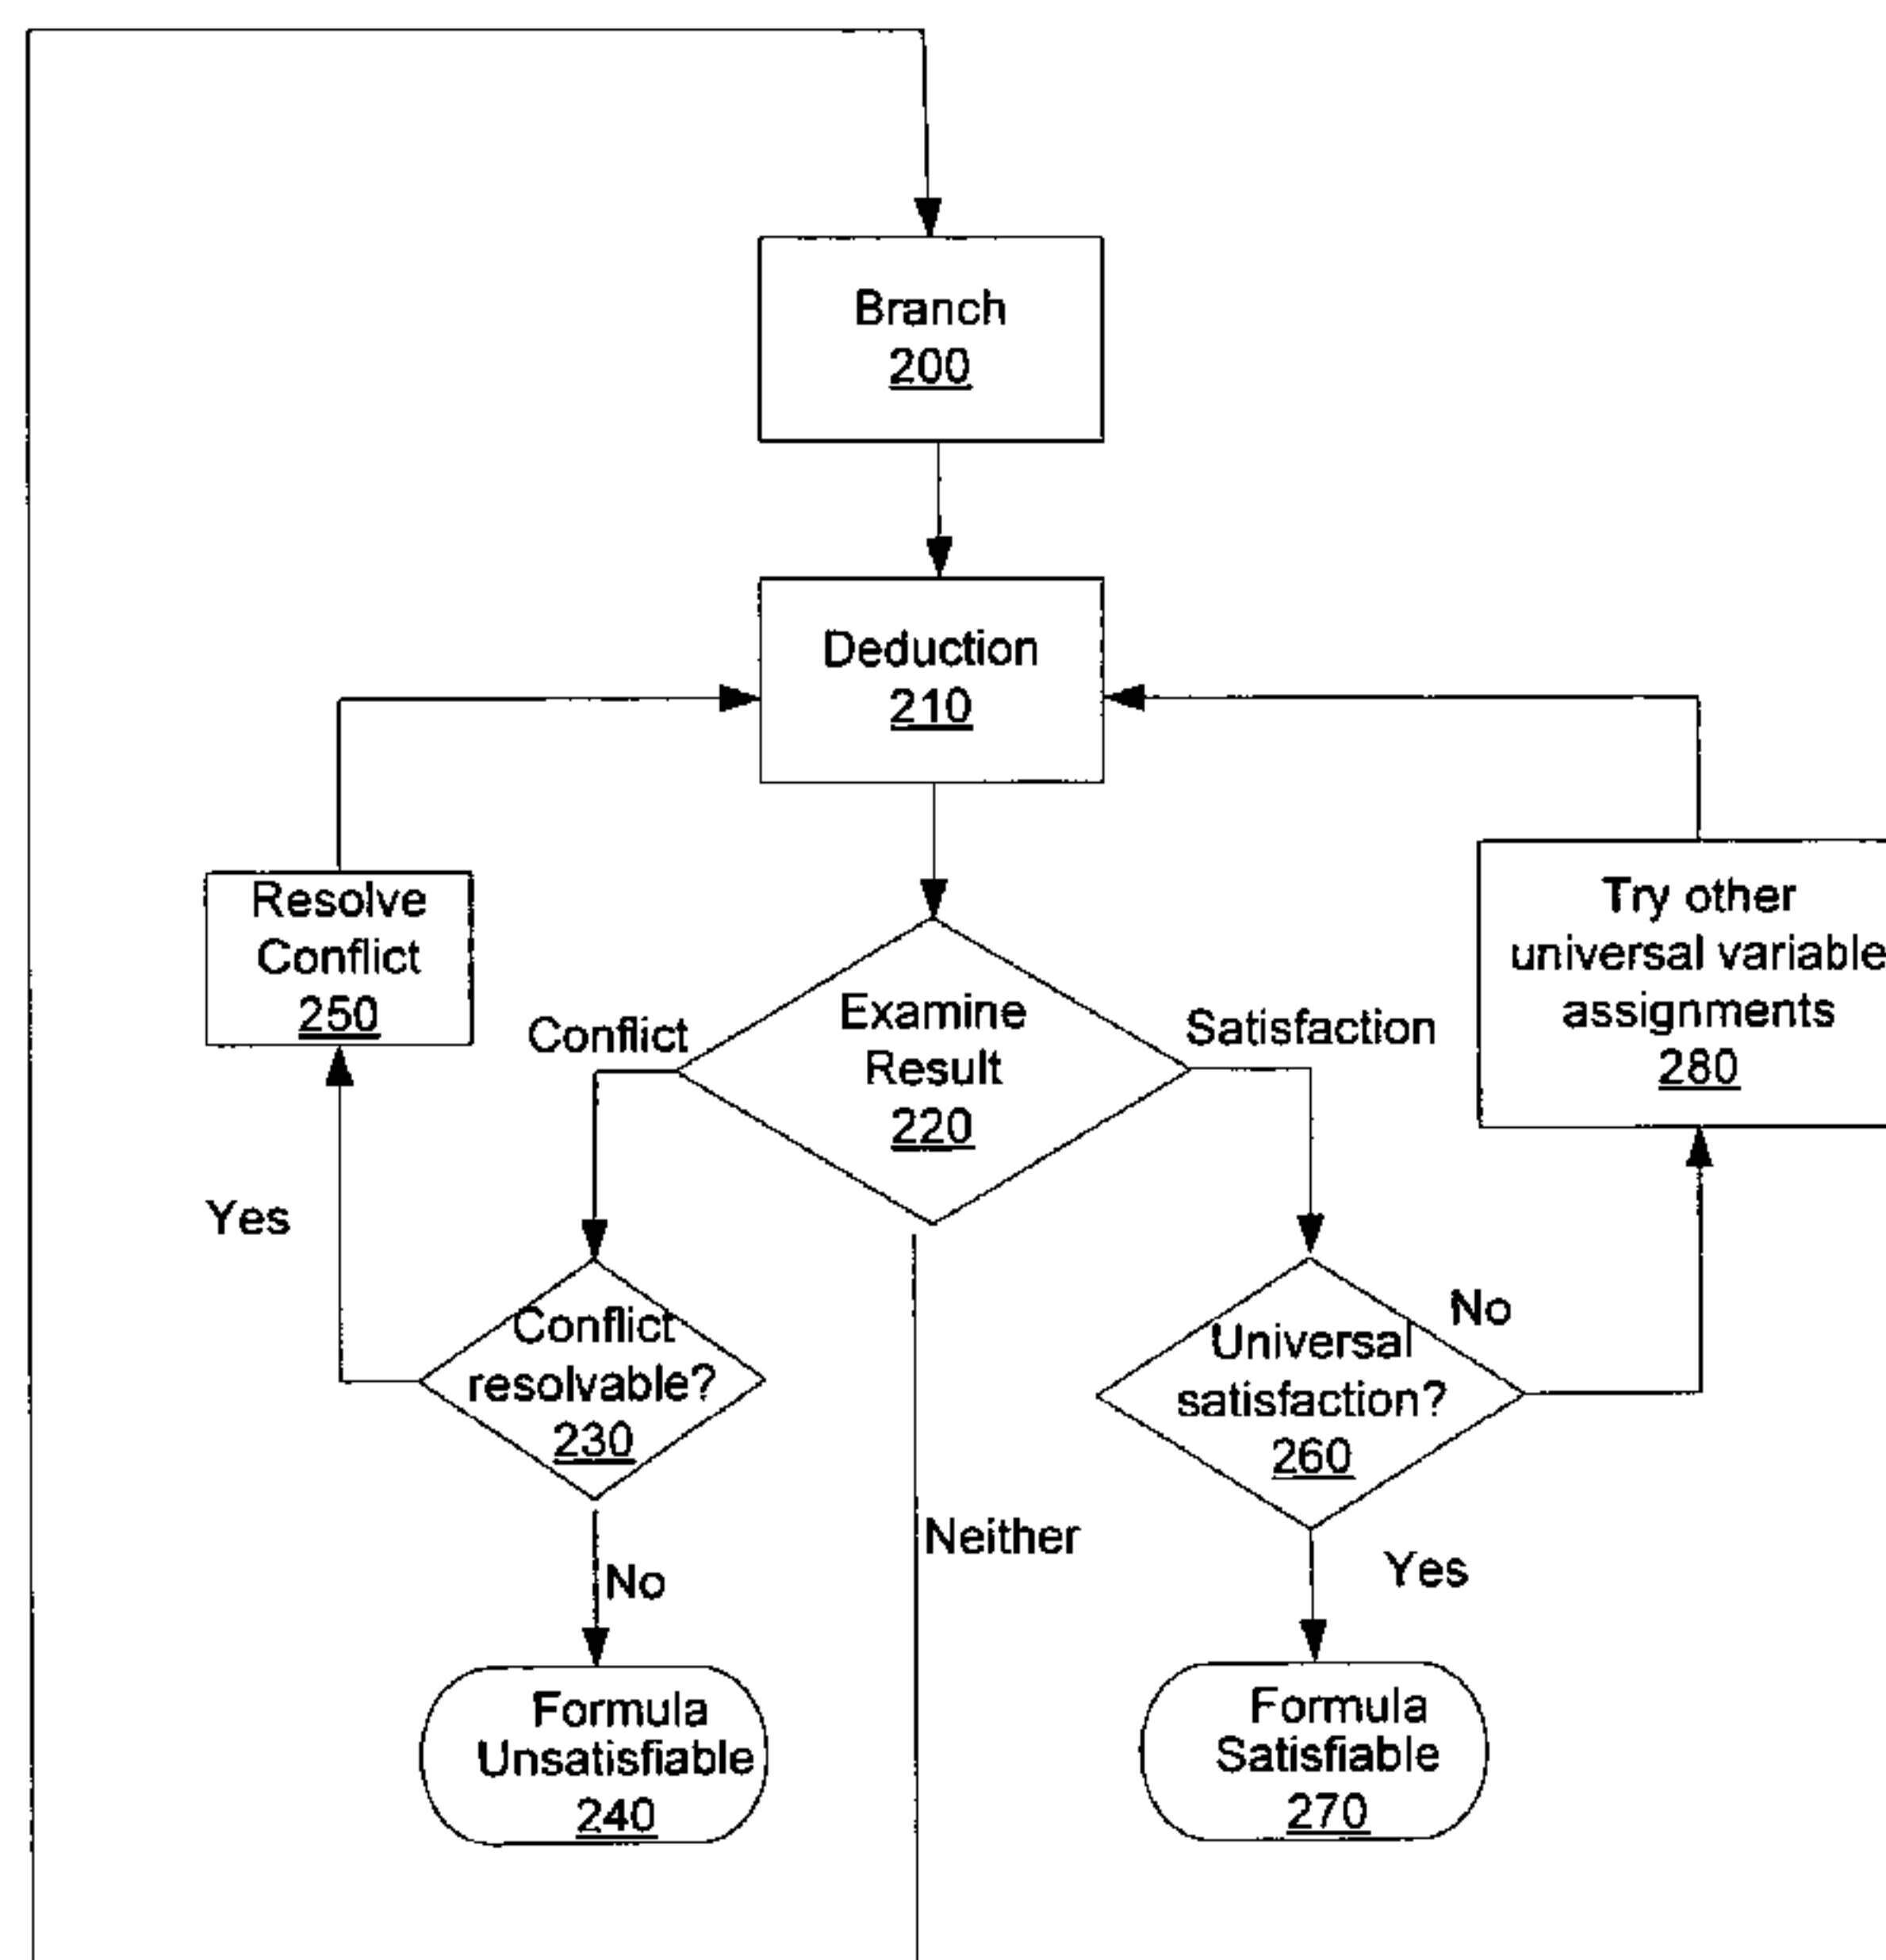 Branch
200
Deduction
210
Resolve
Conflict
250
Try other
universal variable
assignments
280
Conflict
Examine
Result
220
Satisfaction
Yes
Conflict
resolvable?
230
No
Universal
satisfaction?
260
Neither
No
Yes
Formula
Unsatisfiable
240
Formula
Satisfiable
270